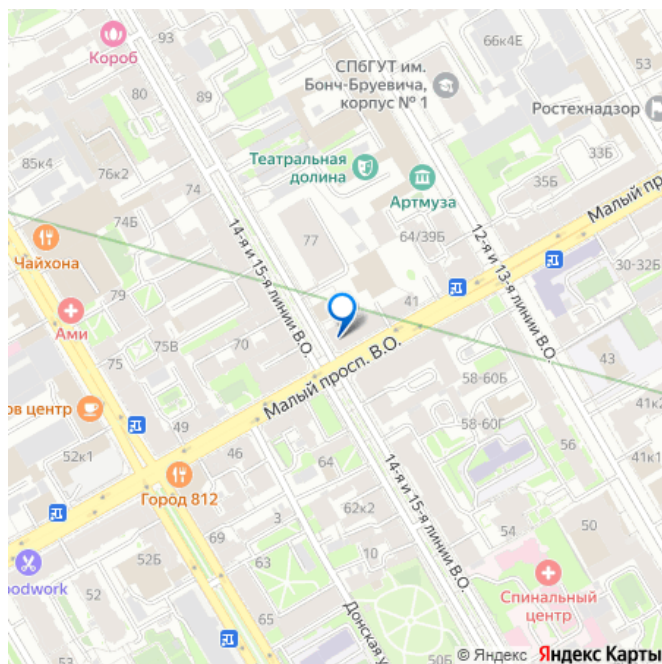 93
Короб
80
89
66к4Е
53
СПбГУТ им.
Бонч-Бруевича,
корпус № 1
Ростехнадзор
85к4
76к2
74
Театральная
долина
Артмуза
33Б
35Б
Малый пр
74Б
Чайхона
14-я и 15-я линии В.О.
77
64/39Б
12-я и 13-я линии В.О.
30-32Б
79
Ами
75
75В
70
41
43
Малый просп. В.О.
58-60Б
41к2
ов центр
49
46
58-60Г
56
41к1
52к1
Город 812
64
14-я и 15-я линии В.О.
62к2
3
69
63
10
54
50
52Б
oodwork
52
65
Донская у
50Б
Спинальный
центр
© Яндекс Яндекс Карты